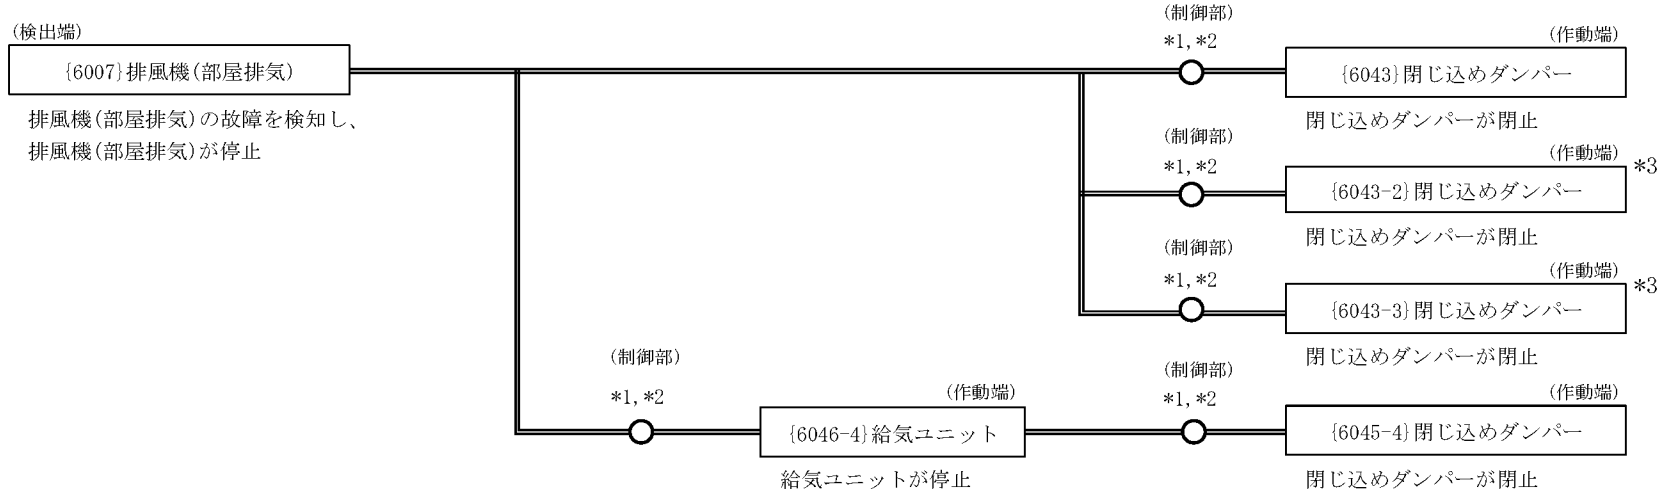 (検出端)
{6007}排風機(部屋排気)
排風機(部屋排気)の故障を検知し、
排風機(部屋排気)が停止
(制御部)
*1,*2
(作動端)
{6043}閉じ込めダンパー
閉じ込めダンパーが閉止
(制御部)
*1,*2
(作動端)
*3
{6043-2}閉じ込めダンパー
閉じ込めダンパーが閉止
(制御部)
*1,*2
(作動端)
*3
{6043-3}閉じ込めダンパー
閉じ込めダンパーが閉止
(制御部)
*1,*2
(作動端)
{6046-4}給気ユニット
給気ユニットが停止
(制御部)
*1,*2
(作動端)
{6045-4}閉じ込めダンパー
閉じ込めダンパーが閉止